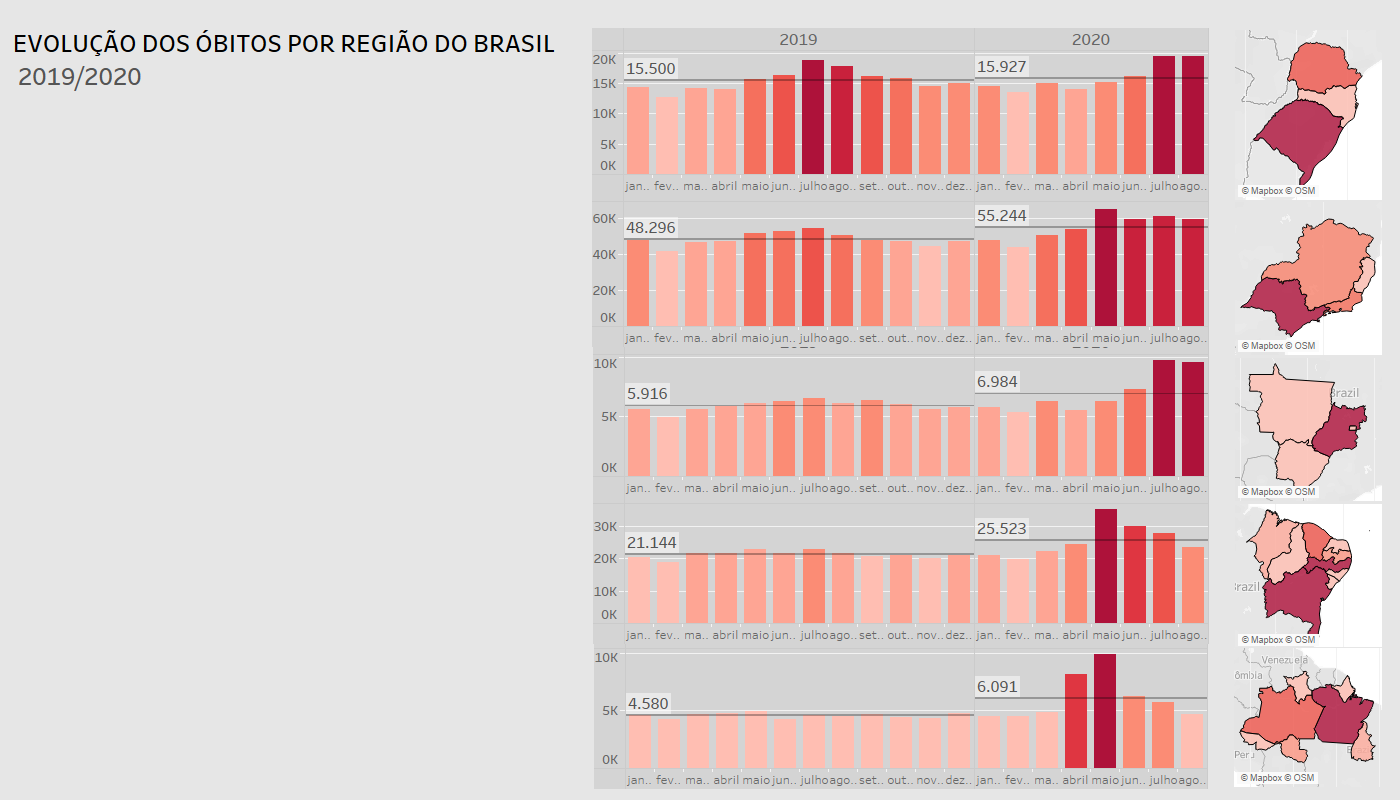 EVOLUÇÃO DOS ÓBITOS POR REGIÃO DO BRASIL
2019/2020
2019 2020
20K
15K
10K
5K
0K
15.500 15.927
jan.. fev.. ma.. abril maio jun.. julho ago.. set.. out.. nov.. dez.. jan.. fev.. ma.. abril maio jun.. julho ago..
© Mapbox © OSM
60K
40K
20K
0K
48.296 55.244
jan.. fev.. ma.. abril maio jun.. julho ago.. set.. out.. nov.. dez.. jan.. fev.. ma.. abril maio jun.. julho ago..
© Mapbox © OSM
10K
5K
0K
5.916 6.984
jan.. fev.. ma.. abril maio jun.. julho ago.. set.. out.. nov.. dez.. jan.. fev.. ma.. abril maio jun.. julho ago..
Brazil
© Mapbox © OSM
30K
20K
10K
0K
21.144 25.523
jan.. fev.. ma.. abril maio jun.. julho ago.. set.. out.. nov.. dez.. jan.. fev.. ma.. abril maio jun.. julho ago..
razil
© Mapbox © OSM
10K
5K
0K
4.580 6.091
jan.. fev.. ma.. abril maio jun.. julho ago.. set.. out.. nov.. dez.. jan.. fev.. ma.. abril maio jun.. julho ago..
Venezuela
ômbia
Peru
© Mapbox © OSM